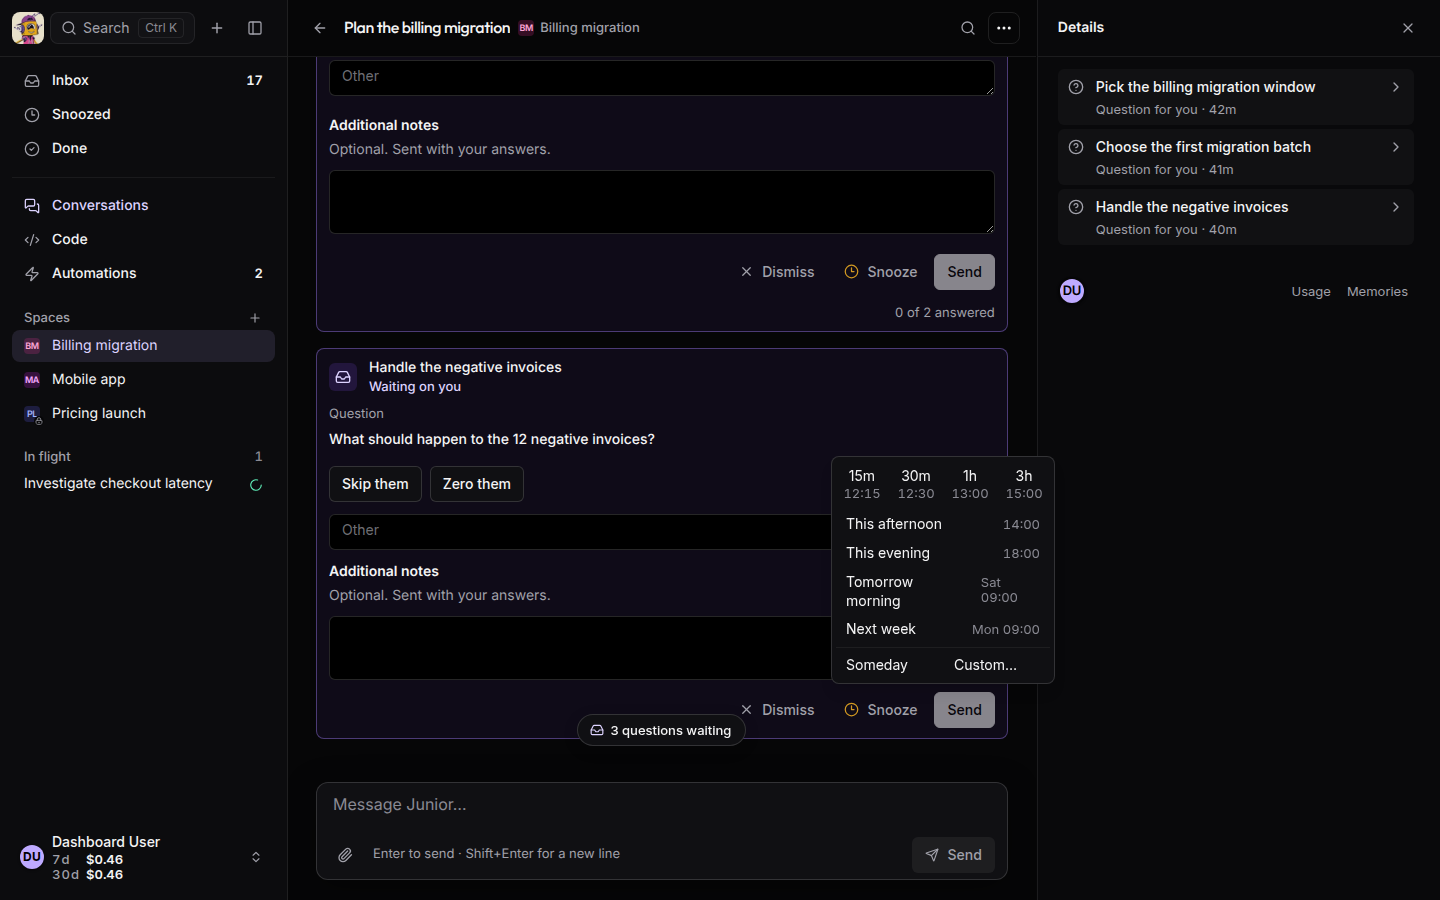 Search
Ctrl K
Inbox 17
Snoozed
Done
Conversations
Code
Automations 2
Spaces
BM Billing migration
MA Mobile app
PL Pricing launch
In flight 1
Investigate checkout latency
DU Dashboard User
7d $0.46
30d $0.46
Plan the billing migration BM Billing migration
Other
Additional notes
Optional. Sent with your answers.
Dismiss Snooze Send
0 of 2 answered
Handle the negative invoices
Waiting on you
Question
What should happen to the 12 negative invoices?
Skip them Zero them
Other
Additional notes
Optional. Sent with your answers.
Dismiss Snooze Send
3 questions waiting
15m 30m 1h 3h
12:15 12:30 13:00 15:00
This afternoon 14:00
This evening 18:00
Tomorrow morning Sat 09:00
Next week Mon 09:00
Someday Custom...
Message Junior...
Enter to send · Shift+Enter for a new line
Send
Details
Pick the billing migration window
Question for you · 42m
Choose the first migration batch
Question for you · 41m
Handle the negative invoices
Question for you · 40m
DU Usage Memories